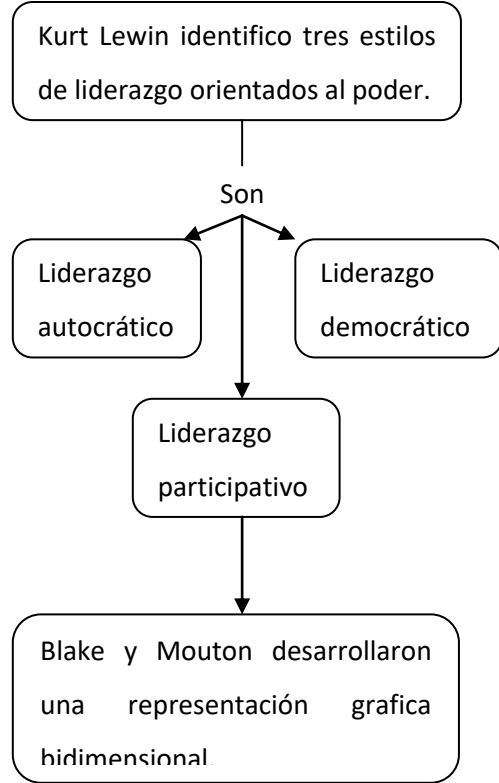 Kurt Lewin identifico tres estilos
de liderazgo orientados al poder.
Son
Liderazgo
autocrático
Liderazgo
democrático
Liderazgo
participativo
Blake y Mouton desarrollaron
una representación grafica
bidimensional.